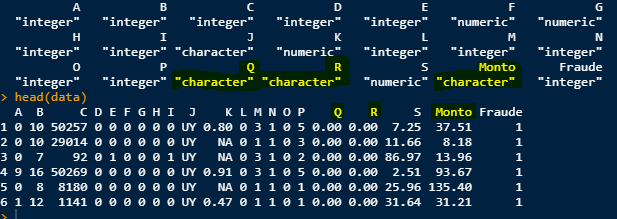 A B C D E F G
"integer" "integer" "integer" "integer" "integer" "numeric" "numeric"
H I J K L M N
"integer" "integer" "character" "numeric" "integer" "integer" "integer"
O P Q R S Monto Fraude
"integer" "integer" "character" "character" "numeric" "character" "integer"
> head(data)
A B C D E F G H I J K L M N O P Q R S Monto Fraude
1 0 10 50257 0 0 0 0 0 0 UY 0.80 0 3 1 0 5 0.00 0.00 7.25 37.51 1
2 0 10 29014 0 0 0 0 0 0 UY NA 0 1 1 0 3 0.00 0.00 11.66 8.18 1
3 0 7 92 0 1 0 0 0 1 UY NA 0 3 1 0 2 0.00 0.00 86.97 13.96 1
4 9 16 50269 0 0 0 0 0 0 UY 0.91 0 3 1 0 5 0.00 0.00 2.51 93.67 1
5 0 8 8180 0 0 0 0 0 0 UY NA 0 1 1 0 1 0.00 0.00 25.96 135.40 1
6 1 12 1141 0 0 0 0 0 0 UY 0.47 0 1 1 0 1 0.00 0.00 31.64 31.21 1
>